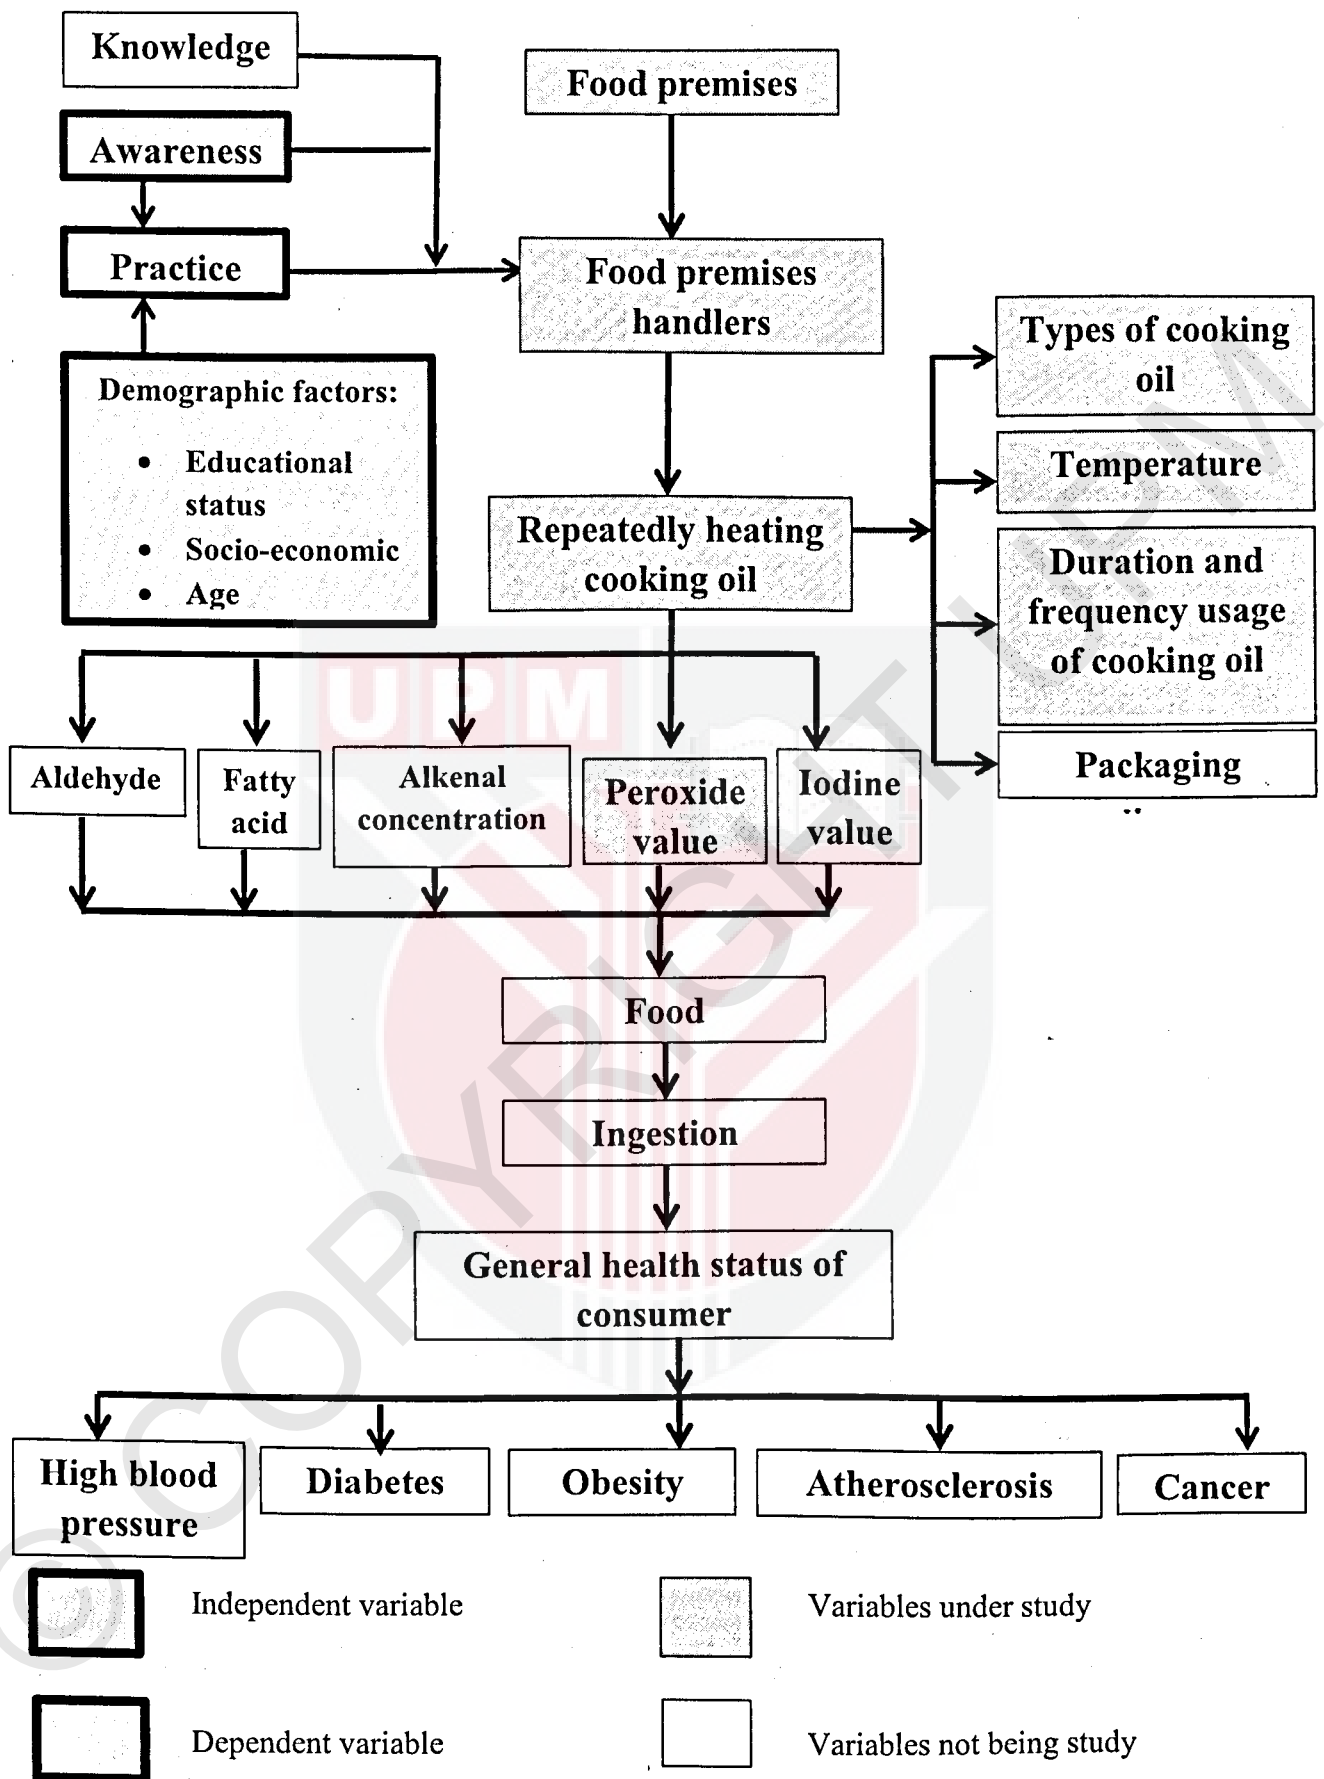 Knowledge
Food premises
Awareness
Practice
Food premises
handlers
Types of cooking
oil
Demographic factors:
• Educational
status
• Socio-economic
• Age
Temperature
Repeatedly heating
cooking oil
Duration and
frequency usage
of cooking oil
Packaging
UPM
Aldehyde
Fatty
acid
Alkenal
concentration
Peroxide
value
Iodine
value
Food
Ingestion
General health status of
consumer
High blood
pressure
Diabetes
Obesity
Atherosclerosis
Cancer
Independent variable
Variables under study
Dependent variable
Variables not being study
© COPYRIGHT UPM